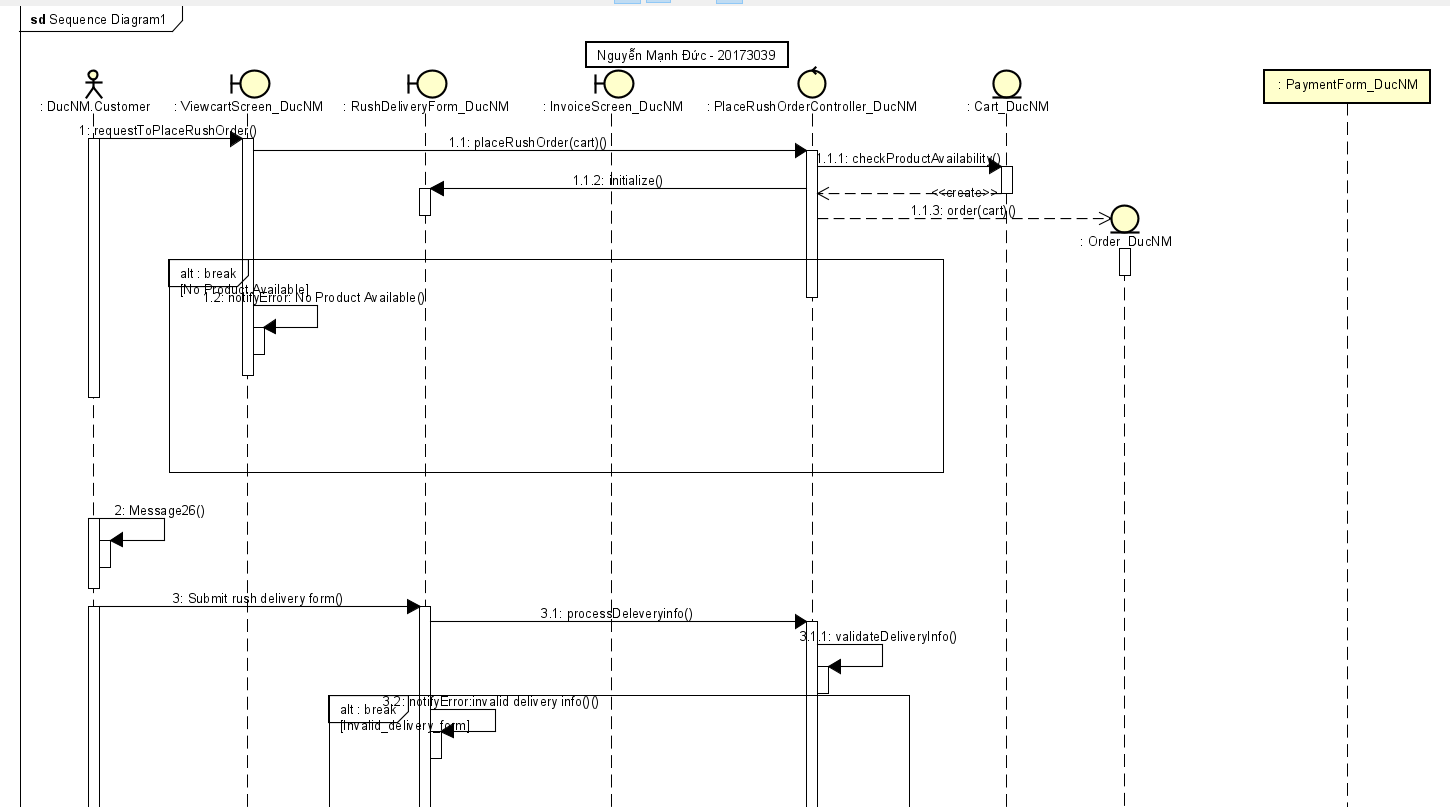 sd Sequence Diagram1
Nguyễn Mạnh Đức - 20173039
: DucNM.Customer
: ViewcartScreen_DucNM
: RushDeliveryForm_DucNM
: InvoiceScreen_DucNM
: PlaceRushOrderController_DucNM
: Cart_DucNM
: PaymentForm_DucNM
1: requestToPlaceRushOrder()
1.1: placeRushOrder(cart)()
1.1.1: checkProductAvailability()
1.1.2: initialize()
<<create>>
1.1.3: order(cart)()
: Order_DucNM
alt : break
[No Product Available]
1.2: notifyError: No Product Available()
2: Message26()
3: Submit rush delivery form()
3.1: processDeleveryinfo()
3.1.1: validateDeliveryInfo()
3.2: notifyError:invalid delivery info()()
alt : break
[Invalid_delivery_form]